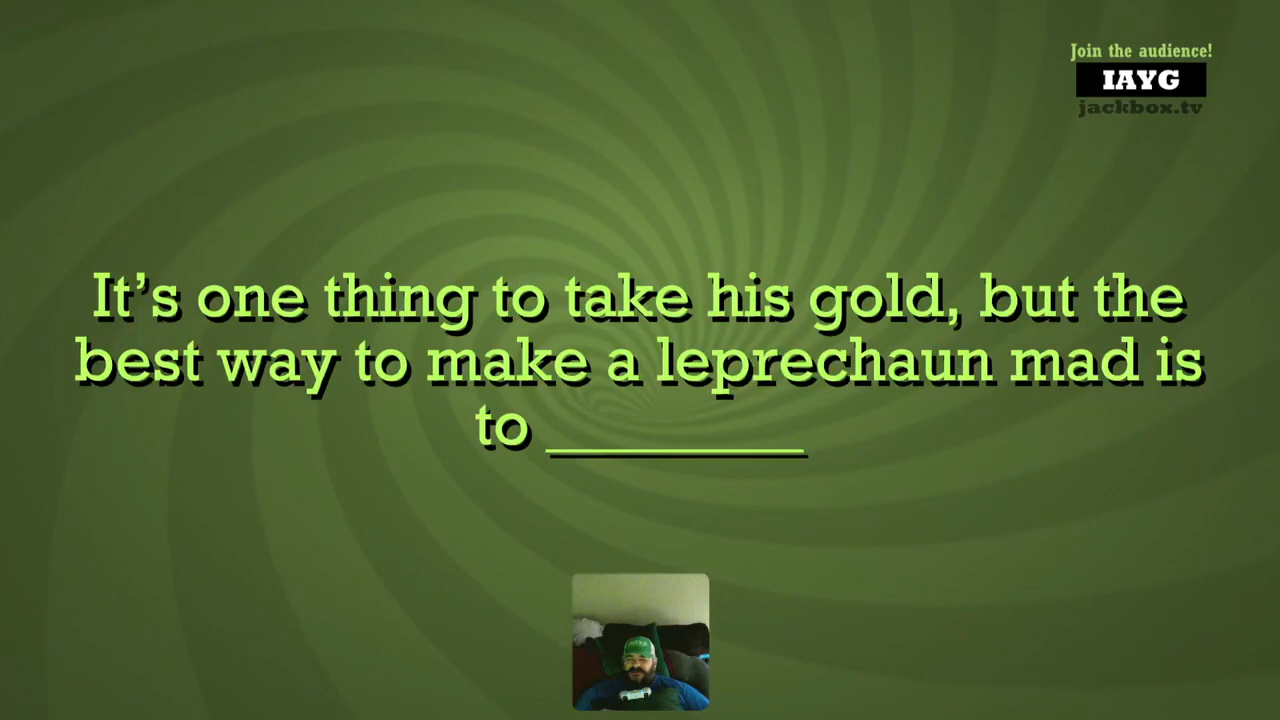 Join the audience!
IAYG
jackbox.tv
It's one thing to take his gold, but the
best way to make a leprechaun mad is
to ________